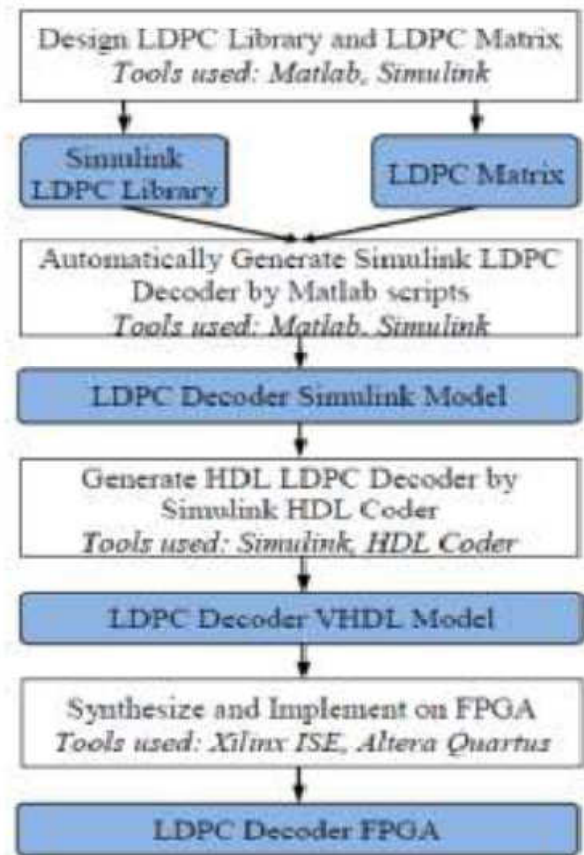 Design LDPC Library and LDPC Matrix
Tools used: Matlab, Simulink
Simulink
LDPC Library
LDPC Matrix
Automatically Generate Simulink LDPC
Decoder by Matlab scripts
Tools used: Matlab, Simulink
LDPC Decoder Simulink Model
Generate HDL LDPC Decoder by
Simulink HDL Coder
Tools used: Simulink, HDL Coder
LDPC Decoder VHDL Model
Synthesize and Implement on FPGA
Tools used: Xilinx ISE, Altera Quartus
LDPC Decoder FPGA